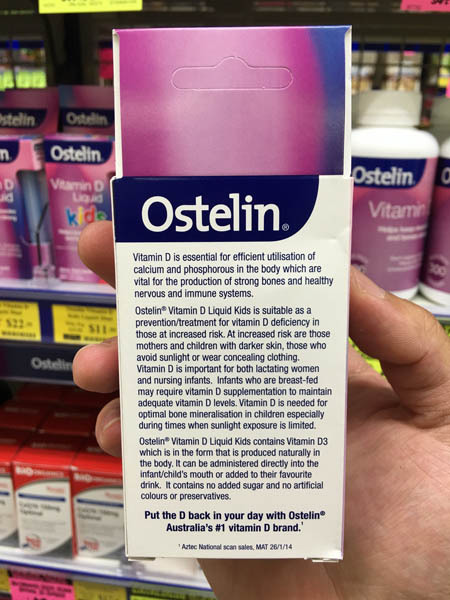 Ostelin®
Vitamin D is essential for efficient utilisation of
calcium and phosphorous in the body which are
vital for the production of strong bones and healthy
nervous and immune systems.
Ostelin® Vitamin D Liquid Kids is suitable as a
prevention/treatment for vitamin D deficiency in
those at increased risk. At increased risk are those
mothers and children with darker skin, those who
avoid sunlight or wear concealing clothing.
Vitamin D is important for both lactating women
and nursing infants. Infants who are breast-fed
may require vitamin D supplementation to maintain
adequate vitamin D levels. Vitamin D is needed for
optimal bone mineralisation in children especially
during times when sunlight exposure is limited.
Ostelin® Vitamin D Liquid Kids contains Vitamin D3
which is in the form that is produced naturally in
the body. It can be administered directly into the
infant/child's mouth or added to their favourite
drink. It contains no added sugar and no artificial
colours or preservatives.
Put the D back in your day with Ostelin®
Australia's #1 vitamin D brand.¹
¹ Aztec National scan sales, MAT 26/1/14
Ostelin
Ostelin
Ostelin
Vitamin D
Liquid
kids
Ostelin
Vitamin
$22
$11
Ostelin